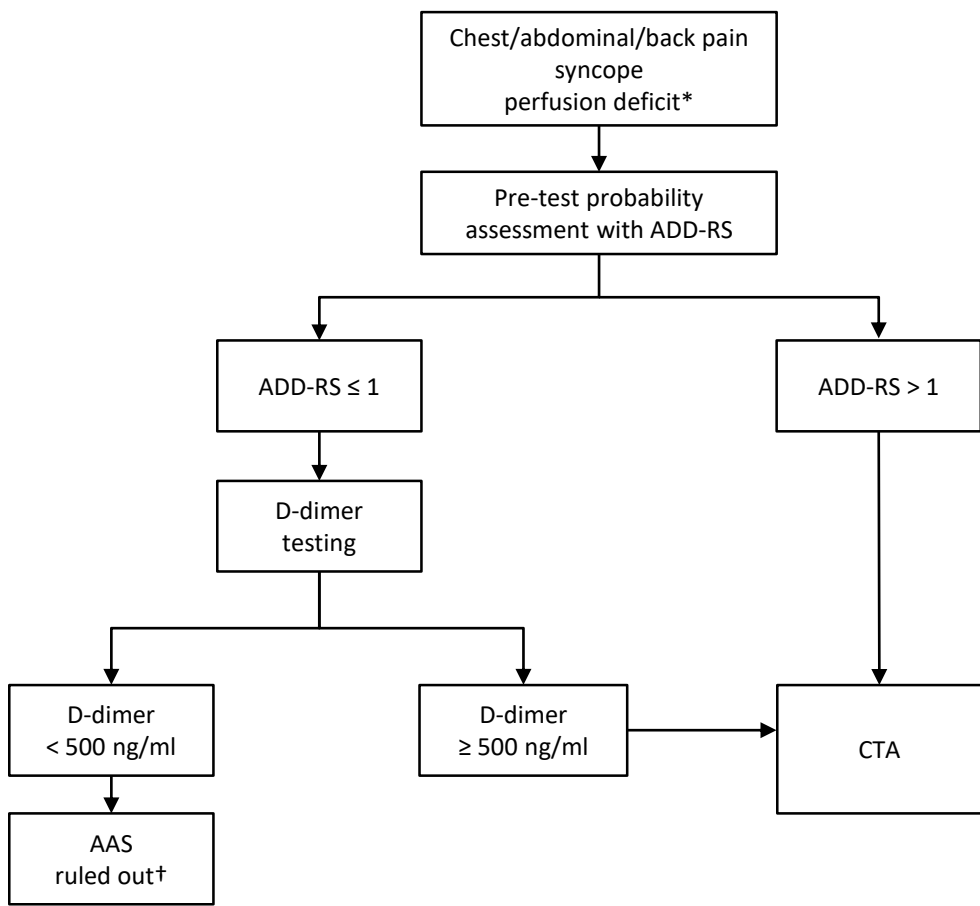 Chest/abdominal/back pain
syncope
perfusion deficit*
Pre-test probability
assessment with ADD-RS
ADD-RS ≤ 1
ADD-RS > 1
D-dimer
testing
D-dimer
< 500 ng/ml
D-dimer
≥ 500 ng/ml
CTA
AAS
ruled out†